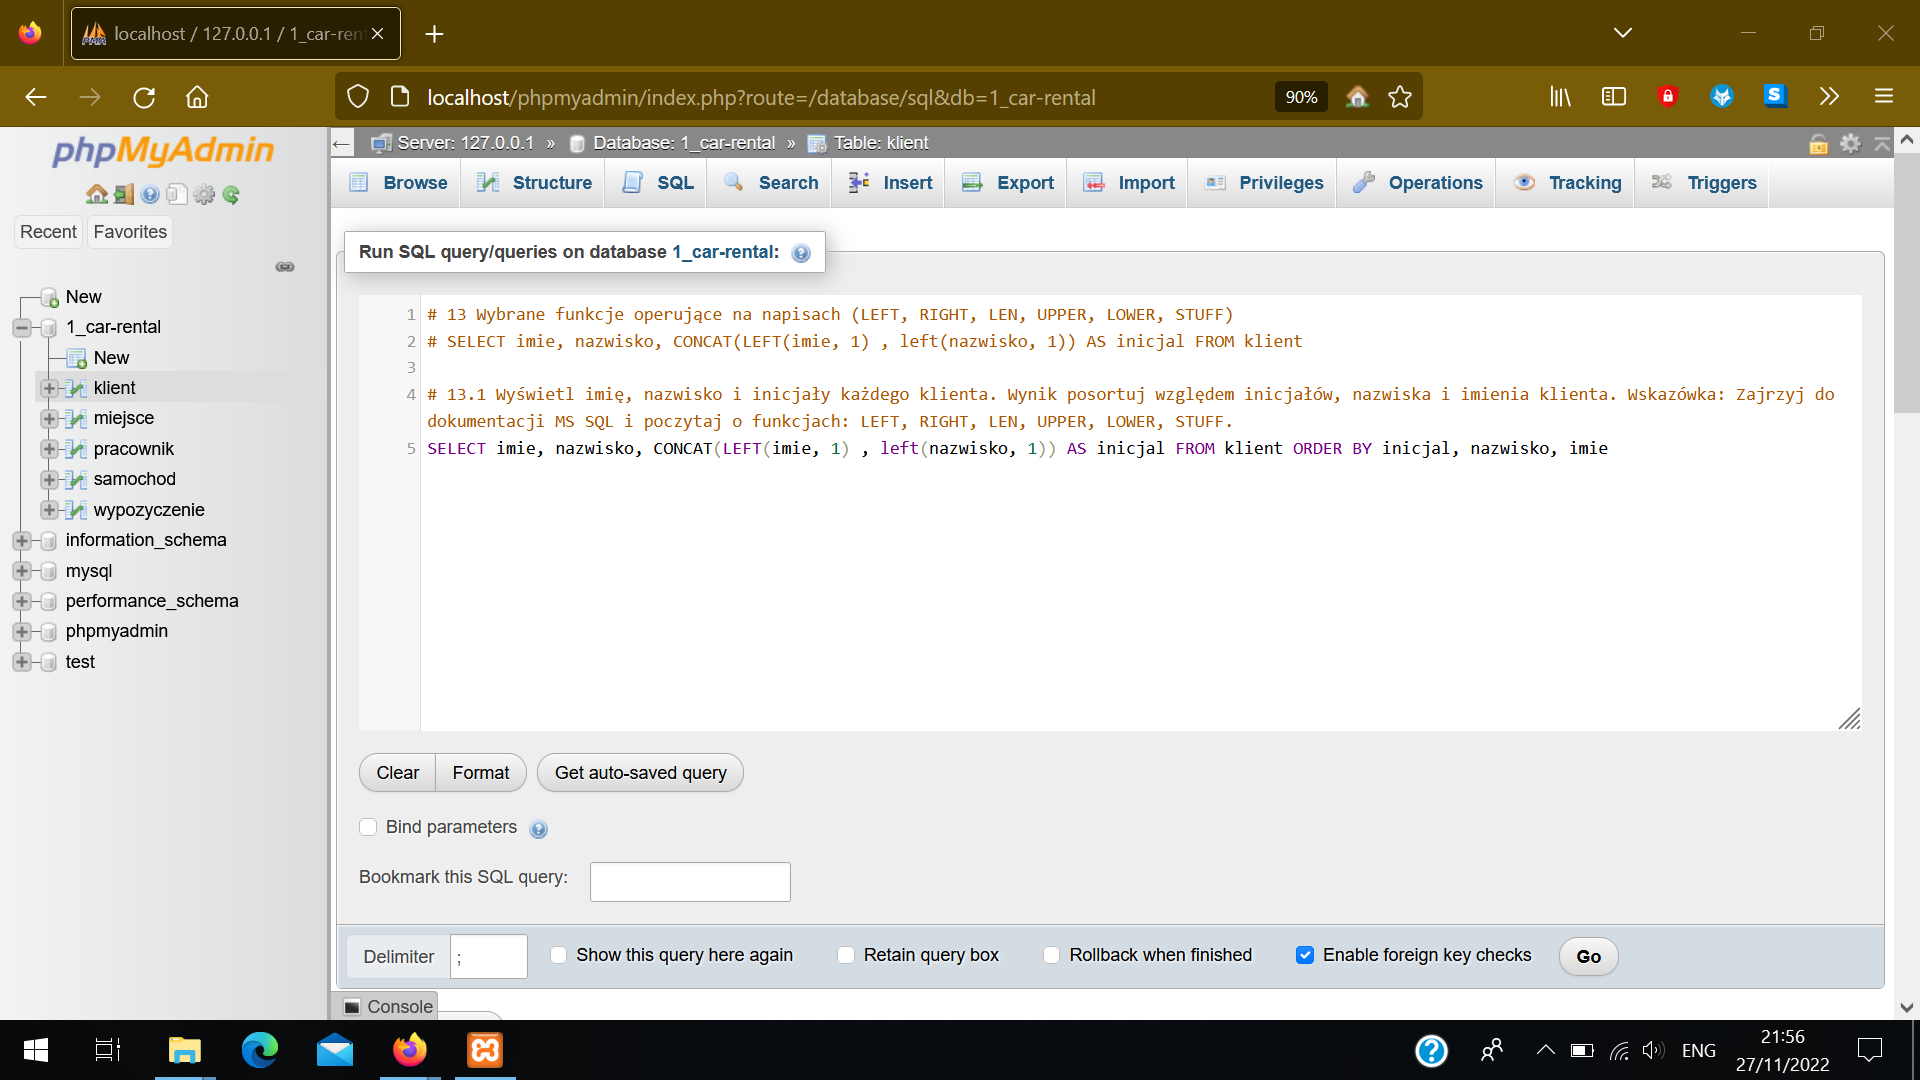 localhost / 127.0.0.1 / 1_car-ren
localhost/phpmyadmin/index.php?route=/database/sql&db=1_car-rental
90%
phpMyAdmin
Recent
Favorites
New
1_car-rental
New
klient
miejsce
pracownik
samochod
wypozyczenie
information_schema
mysql
performance_schema
phpmyadmin
test
Server: 127.0.0.1 » Database: 1_car-rental » Table: klient
Browse Structure SQL Search Insert Export Import Privileges Operations Tracking Triggers
Run SQL query/queries on database 1_car-rental:
1 # 13 Wybrane funkcje operujące na napisach (LEFT, RIGHT, LEN, UPPER, LOWER, STUFF)
2 # SELECT imie, nazwisko, CONCAT(LEFT(imie, 1) , left(nazwisko, 1)) AS inicjal FROM klient
3
4 # 13.1 Wyświetl imię, nazwisko i inicjały każdego klienta. Wynik posortuj względem inicjałów, nazwiska i imienia klienta. Wskazówka: Zajrzyj do
dokumentacji MS SQL i poczytaj o funkcjach: LEFT, RIGHT, LEN, UPPER, LOWER, STUFF.
5 SELECT imie, nazwisko, CONCAT(LEFT(imie, 1) , left(nazwisko, 1)) AS inicjal FROM klient ORDER BY inicjal, nazwisko, imie
Clear Format Get auto-saved query
Bind parameters
Bookmark this SQL query:
Delimiter ; Show this query here again Retain query box Rollback when finished Enable foreign key checks Go
Console
ENG
21:56
27/11/2022